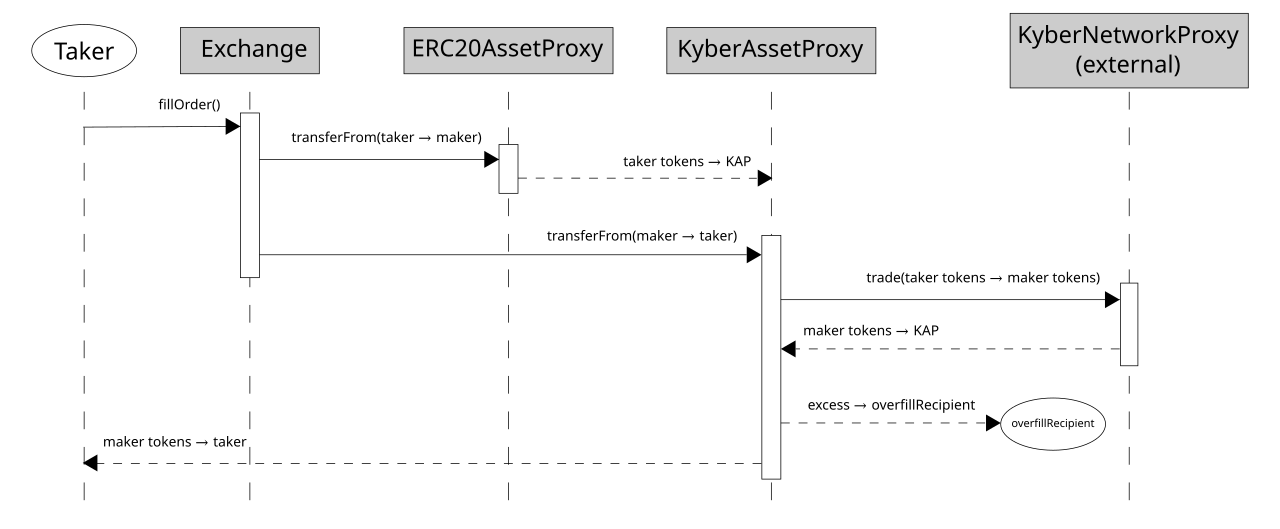 Taker
Exchange
ERC20AssetProxy
KyberAssetProxy
KyberNetworkProxy
(external)
fillOrder()
transferFrom(taker → maker)
taker tokens → KAP
transferFrom(maker → taker)
trade(taker tokens → maker tokens)
maker tokens → KAP
excess → overfillRecipient
overfillRecipient
maker tokens → taker